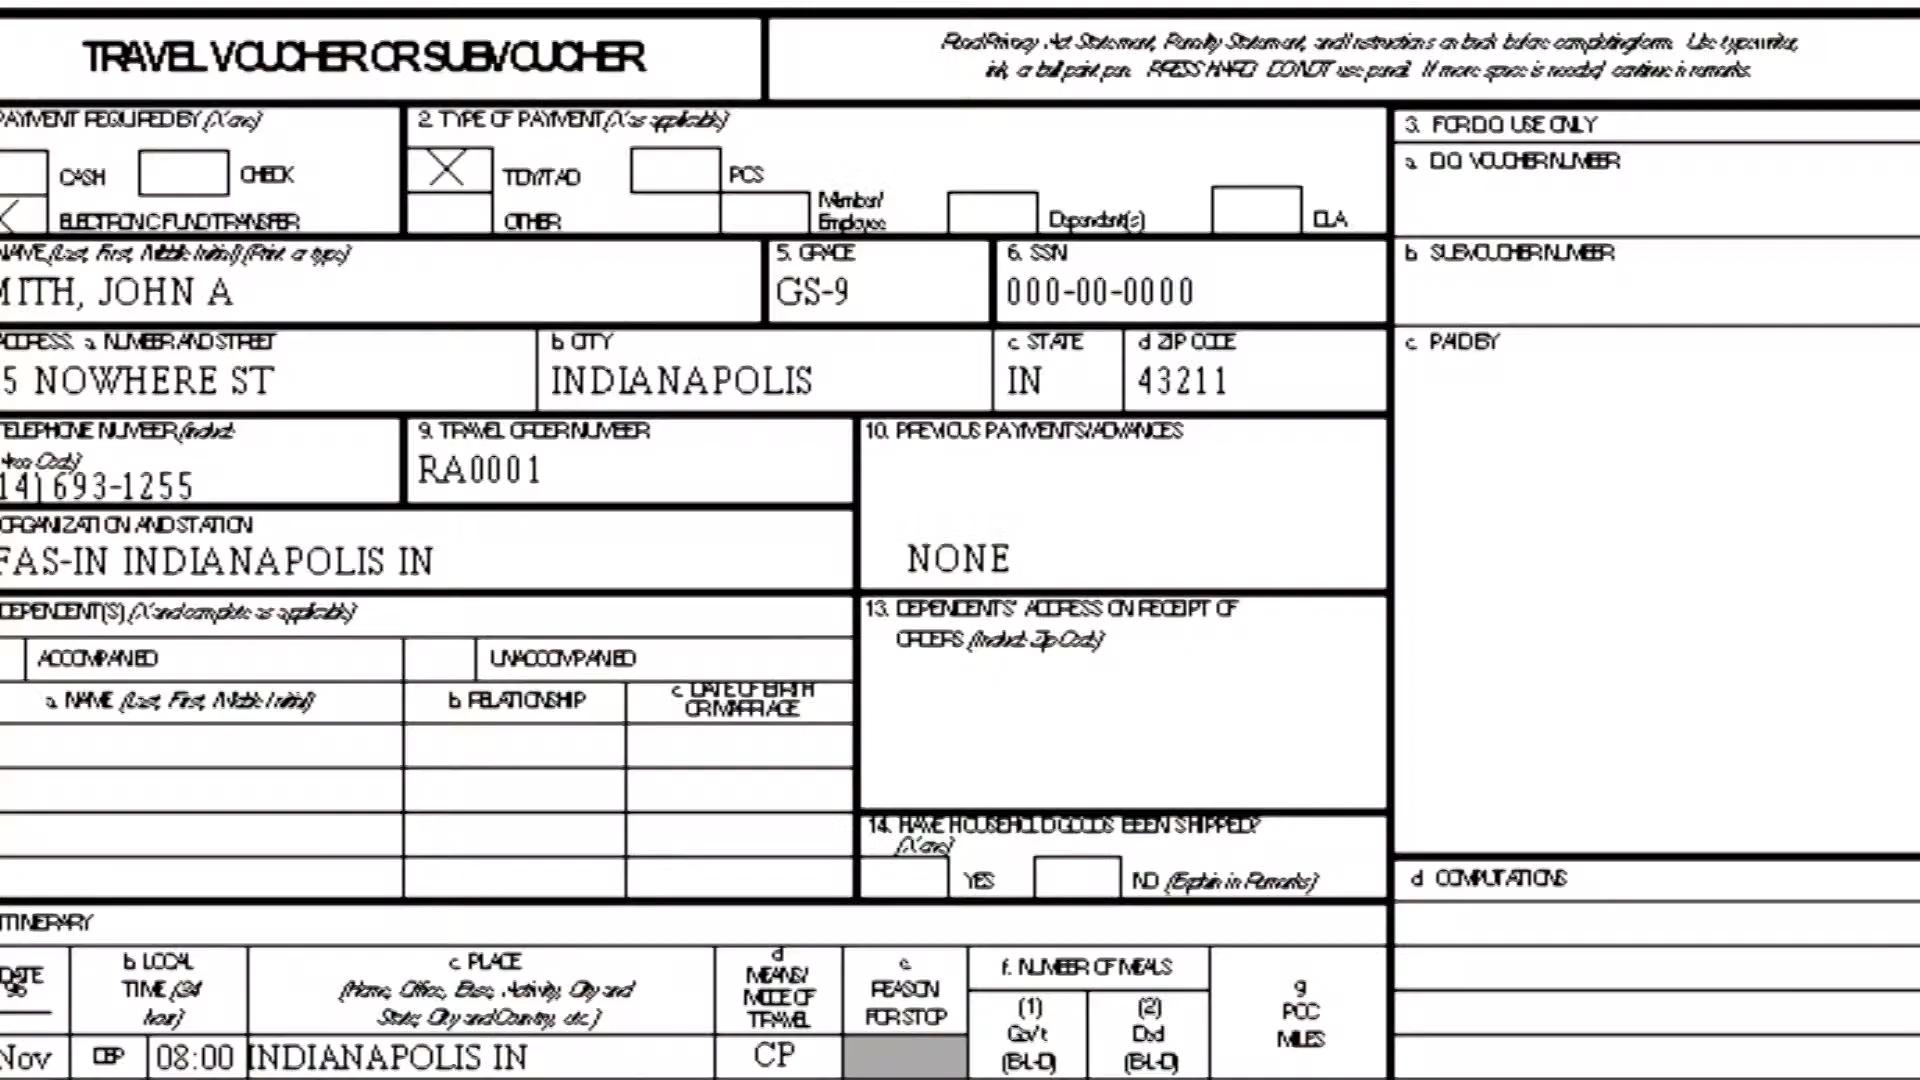 TRAVEL VOUCHER OR SUBVOUCHER
Read Privacy Act Statement, Penalty Statement, and Instructions on back before completing form. Use typewriter,
ink, or ball point pen. PRESS HARD. DO NOT use pencil. If more space is needed, continue in remarks.
PAYMENT REQUIRED BY (X one)
CASH
CHECK
ELECTRONIC FUND TRANSFER
2. TYPE OF PAYMENT (X as applicable)
X
TDY/TAD
PCS
OTHER
Member/
Employee
Dependent(s)
DLA
3. FOR D.O. USE ONLY
a. D.O. VOUCHER NUMBER
b. SUBVOUCHER NUMBER
c. PAID BY
NAME (Last, First, Middle Initial) (Print or type)
MITH, JOHN A
5. GRADE
GS-9
6. SSN
000-00-0000
ADDRESS. a. NUMBER AND STREET
5 NOWHERE ST
b. CITY
INDIANAPOLIS
c. STATE
IN
d. ZIP CODE
43211
TELEPHONE NUMBER (Include
Area Code)
14)693-1255
9. TRAVEL ORDER NUMBER
RA0001
10. PREVIOUS PAYMENTS/ADVANCES
NONE
ORGANIZATION AND STATION
FAS-IN INDIANAPOLIS IN
DEPENDENT(S) (X and complete as applicable)
ACCOMPANIED
UNACCOMPANIED
a. NAME (Last, First, Middle Initial)
b. RELATIONSHIP
c. DATE OF BIRTH
OR MARRIAGE
13. DEPENDENTS' ADDRESS ON RECEIPT OF
ORDERS (Include Zip Code)
14. HAVE HOUSEHOLD GOODS BEEN SHIPPED?
(X one)
YES
NO (Explain in Remarks)
d. COMPUTATIONS
ITINERARY
DATE
96
b. LOCAL
TIME (24
hour)
c. PLACE
(Home, Office, Base, Activity, City and
State; City and Country, etc.)
d.
MEANS/
MODE OF
TRAVEL
e.
REASON
FOR STOP
f. NUMBER OF MEALS
(1)
Gov't
(B-L-D)
(2)
Ded
(B-L-D)
g.
POC
MILES
Nov
DEP
08:00
INDIANAPOLIS IN
CP